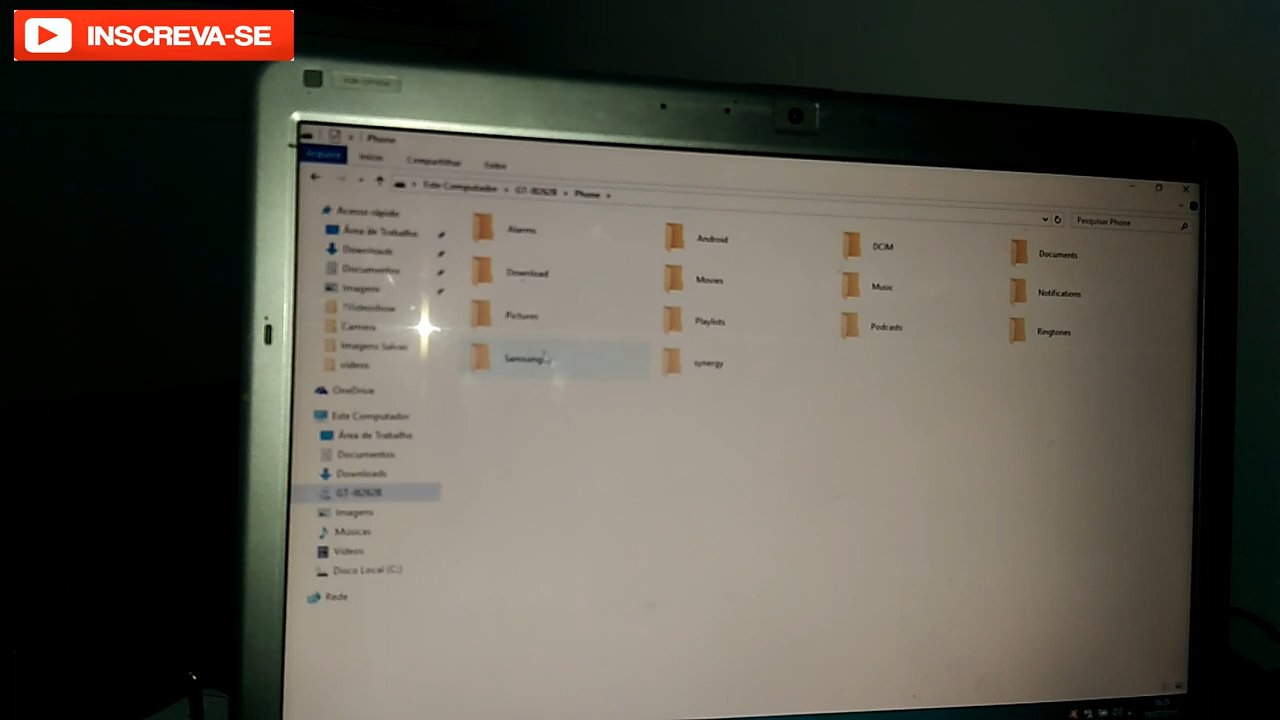 INSCREVA-SE
Phone
Arquivo Início Compartilhar Exibir
Este Computador › GT-I8262B › Phone ›
Pesquisar Phone
Acesso rápido
Área de Trabalho
Downloads
Documentos
Imagens
Camera
Imagens Salvas
videos
OneDrive
Este Computador
Área de Trabalho
Documentos
Downloads
GT-I8262B
Imagens
Músicas
Vídeos
Disco Local (C:)
Rede
Alarms Android DCIM Documents
Download Movies Music Notifications
Pictures Playlists Podcasts Ringtones
Samsung synergy